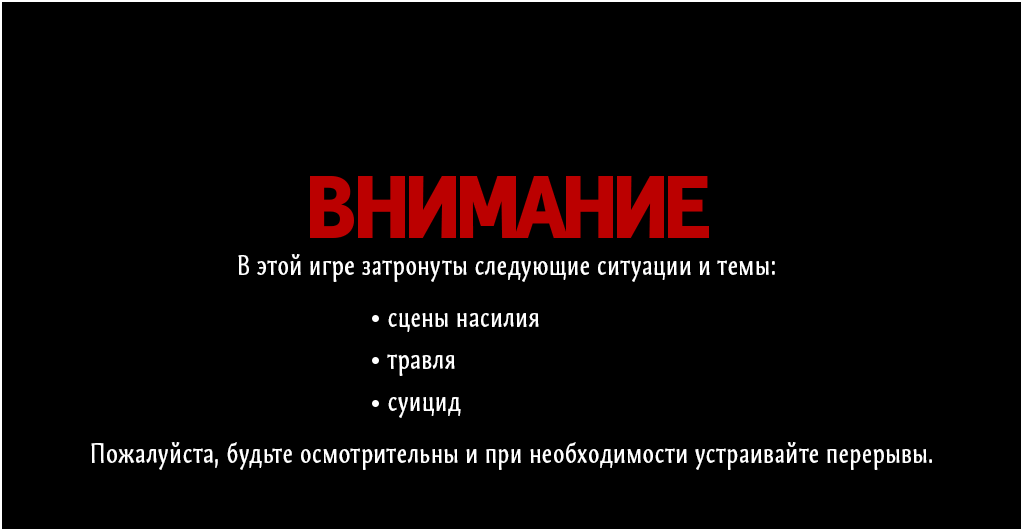 ВНИМАНИЕ
В этой игре затронуты следующие ситуации и темы:
• сцены насилия
• травля
• суицид
Пожалуйста, будьте осмотрительны и при необходимости устраивайте перерывы.